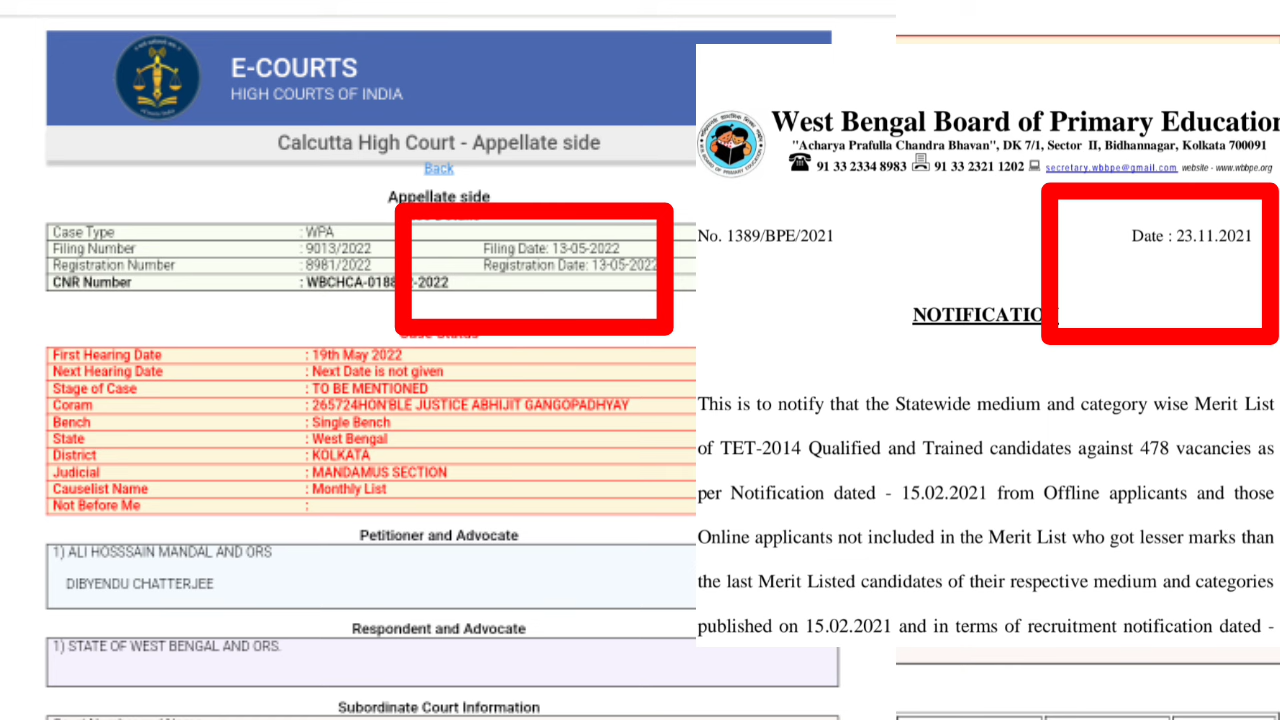 E-COURTS
HIGH COURTS OF INDIA
Calcutta High Court - Appellate side
Back
Appellate side
Case Type : WPA
Filing Number : 9013/2022 Filing Date: 13-05-2022
Registration Number : 8981/2022 Registration Date: 13-05-2022
CNR Number : WBCHCA-0188 -2022
First Hearing Date : 19th May 2022
Next Hearing Date : Next Date is not given
Stage of Case : TO BE MENTIONED
Coram : 265724HON'BLE JUSTICE ABHIJIT GANGOPADHYAY
Bench : Single Bench
State : West Bengal
District : KOLKATA
Judicial : MANDAMUS SECTION
Causelist Name : Monthly List
Not Before Me :
Petitioner and Advocate
1) ALI HOSSSAIN MANDAL AND ORS
DIBYENDU CHATTERJEE
Respondent and Advocate
1) STATE OF WEST BENGAL AND ORS.
Subordinate Court Information
West Bengal Board of Primary Education
"Acharya Prafulla Chandra Bhavan", DK 7/1, Sector II, Bidhannagar, Kolkata 700091
91 33 2334 8983 91 33 2321 1202 secretary.wbbpe@gmail.com website - www.wbbpe.org
No. 1389/BPE/2021 Date : 23.11.2021
NOTIFICATIO
This is to notify that the Statewide medium and category wise Merit List
of TET-2014 Qualified and Trained candidates against 478 vacancies as
per Notification dated - 15.02.2021 from Offline applicants and those
Online applicants not included in the Merit List who got lesser marks than
the last Merit Listed candidates of their respective medium and categories
published on 15.02.2021 and in terms of recruitment notification dated -